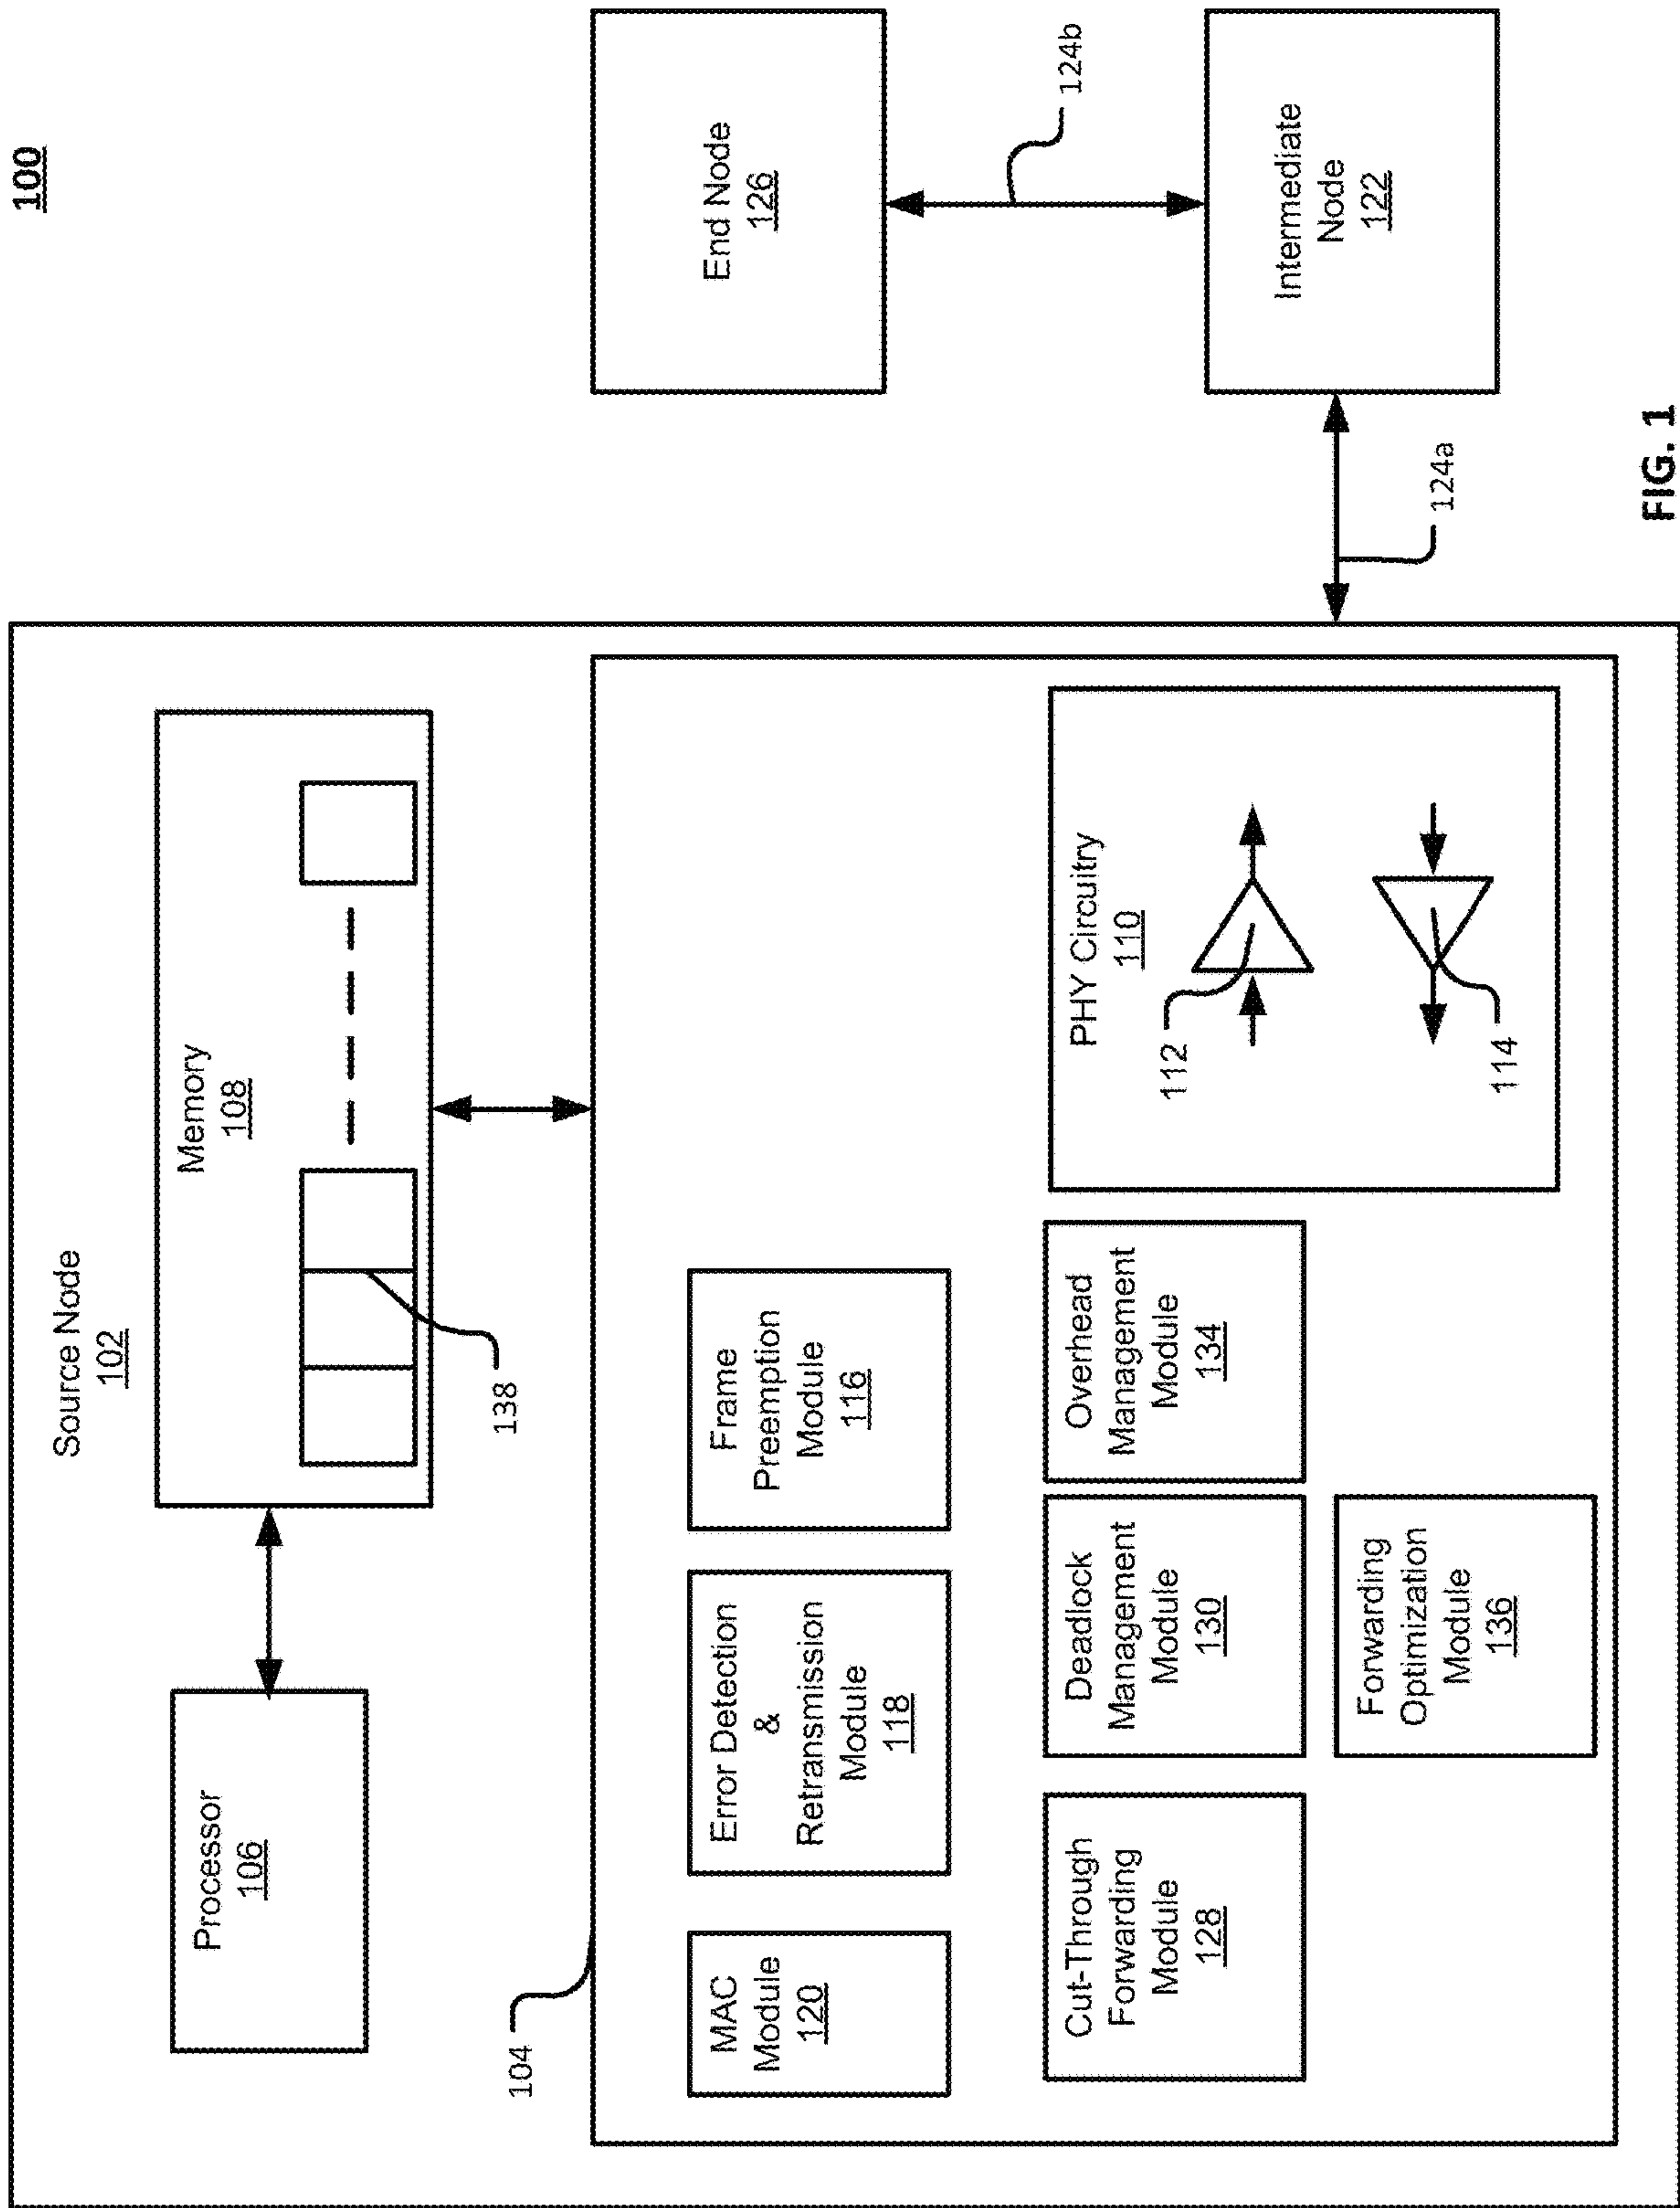 100
Source Node
102
Processor
106
Memory
108
138
104
MAC
Module
120
Error Detection
&
Retransmission
Module
118
Frame
Preemption
Module
116
Cut-Through
Forwarding
Module
128
Deadlock
Management
Module
130
Overhead
Management
Module
134
Forwarding
Optimization
Module
136
PHY Circuitry
110
112
114
End Node
126
124b
Intermediate
Node
122
124a
FIG. 1